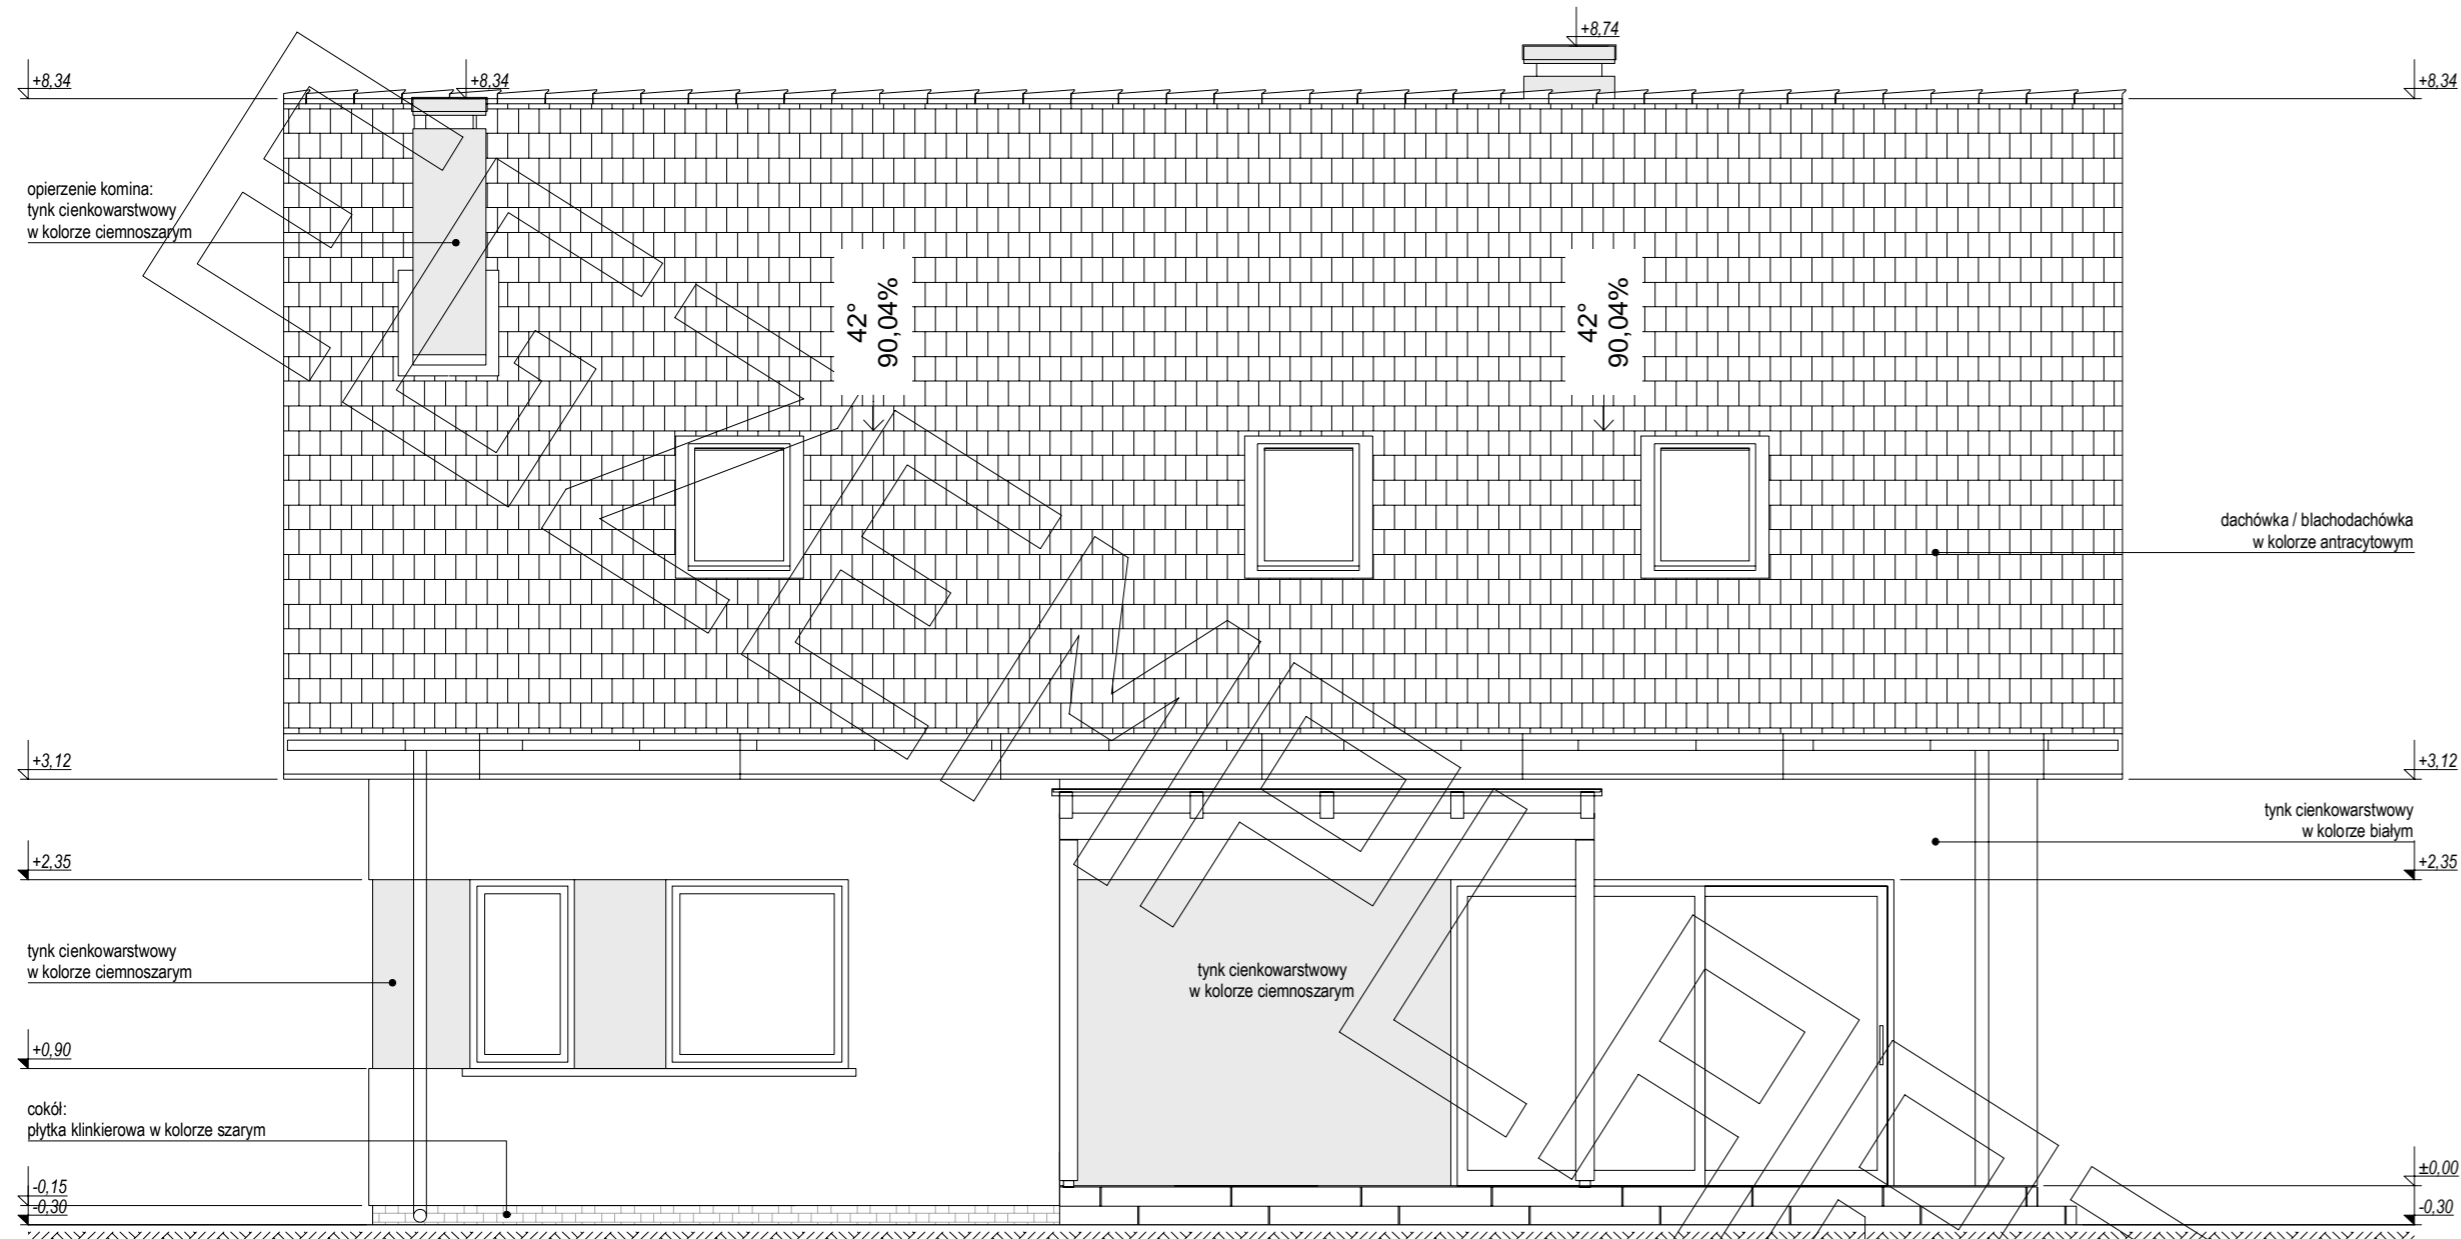 +8,74
+8,34
+8,34
+8,34
opierzenie komina:
tynk cienkowarstwowy
w kolorze ciemnoszarym
42°
90,04%
42°
90,04%
dachówka / blachodachówka
w kolorze antracytowym
+3,12
+3,12
tynk cienkowarstwowy
w kolorze białym
+2,35
+2,35
tynk cienkowarstwowy
w kolorze ciemnoszarym
tynk cienkowarstwowy
w kolorze ciemnoszarym
+0,90
cokół:
płytka klinkierowa w kolorze szarym
-0,15
-0,30
±0,00
-0,30